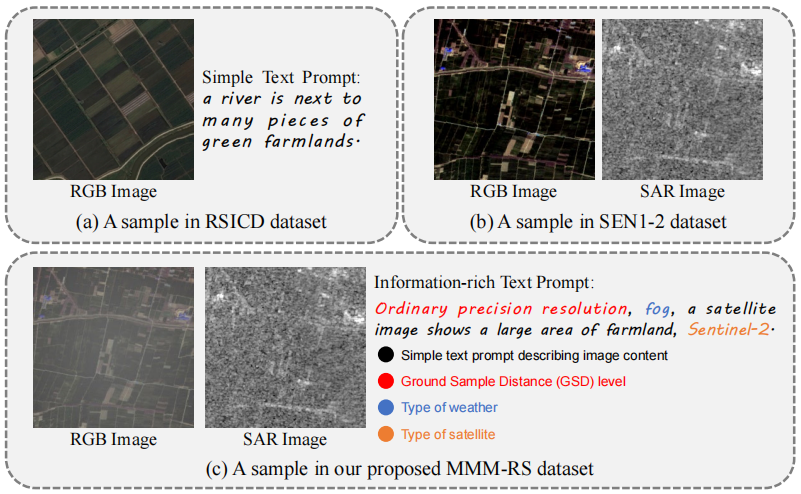 Simple Text Prompt:
a river is next to
many pieces of
green farmlands.
RGB Image
(a) A sample in RSICD dataset
RGB Image SAR Image
(b) A sample in SEN1-2 dataset
Information-rich Text Prompt:
Ordinary precision resolution, fog, a satellite
image shows a large area of farmland, Sentinel-2.
Simple text prompt describing image content
Ground Sample Distance (GSD) level
Type of weather
Type of satellite
RGB Image SAR Image
(c) A sample in our proposed MMM-RS dataset